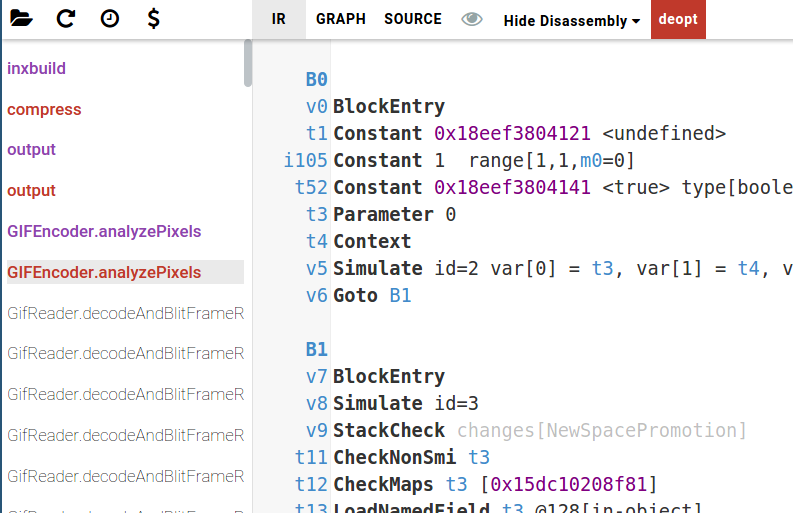 $ IR GRAPH SOURCE Hide Disassembly deopt
inxbuild
compress
output
output
GIFEncoder.analyzePixels
GIFEncoder.analyzePixels
GifReader.decodeAndBlitFrameR
GifReader.decodeAndBlitFrameR
GifReader.decodeAndBlitFrameR
GifReader.decodeAndBlitFrameR
GifReader.decodeAndBlitFrameR
B0
v0 BlockEntry
t1 Constant 0x18eef3804121 <undefined>
i105 Constant 1 range[1,1,m0=0]
t52 Constant 0x18eef3804141 <true> type[boole
t3 Parameter 0
t4 Context
v5 Simulate id=2 var[0] = t3, var[1] = t4, v
v6 Goto B1
B1
v7 BlockEntry
v8 Simulate id=3
v9 StackCheck changes[NewSpacePromotion]
t11 CheckNonSmi t3
t12 CheckMaps t3 [0x15dc10208f81]
t13 LoadNamedField t3.@128[in-object]